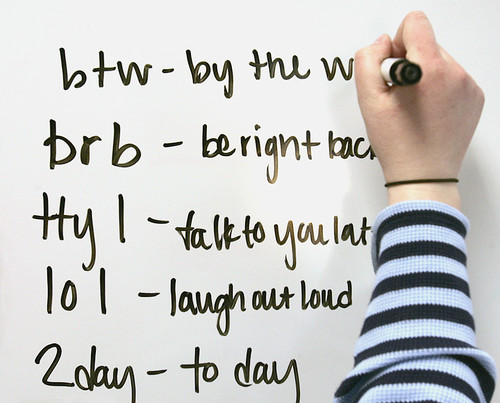 btw - by the w
brb - be right bac
ttyl - talk to you lat
lol - laugh out loud
2day - to day